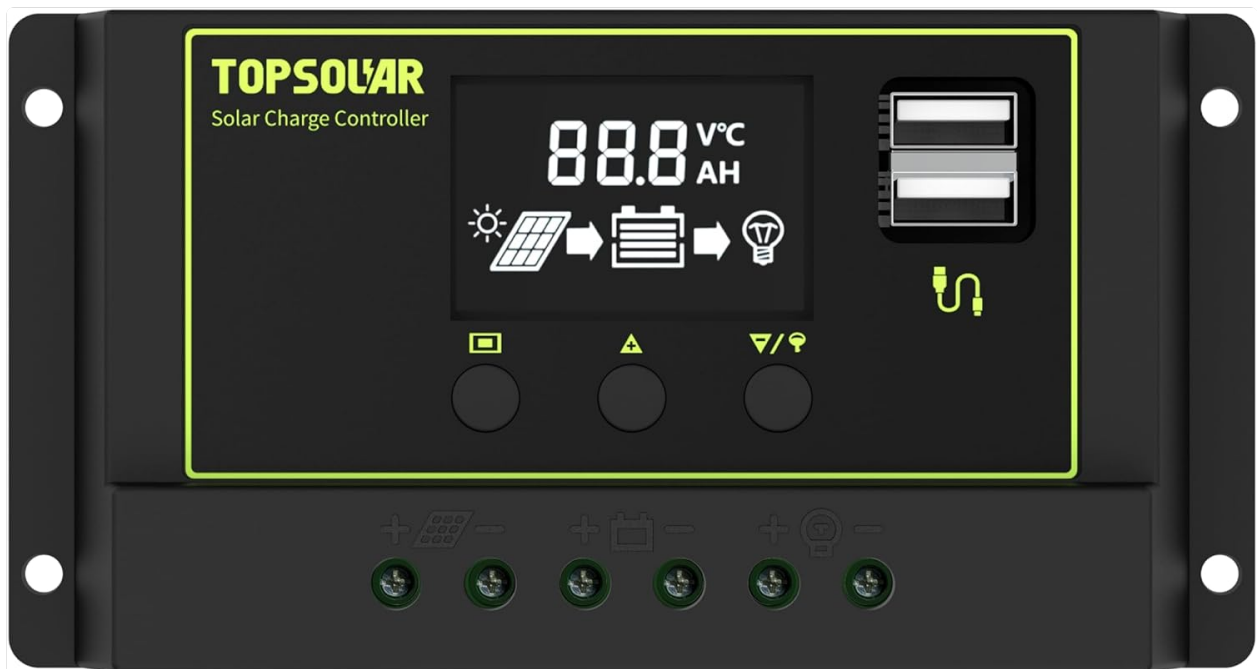 TOPSOLAR
Solar Charge Controller
88.8 V℃
AH
+ −
+ −
+ −